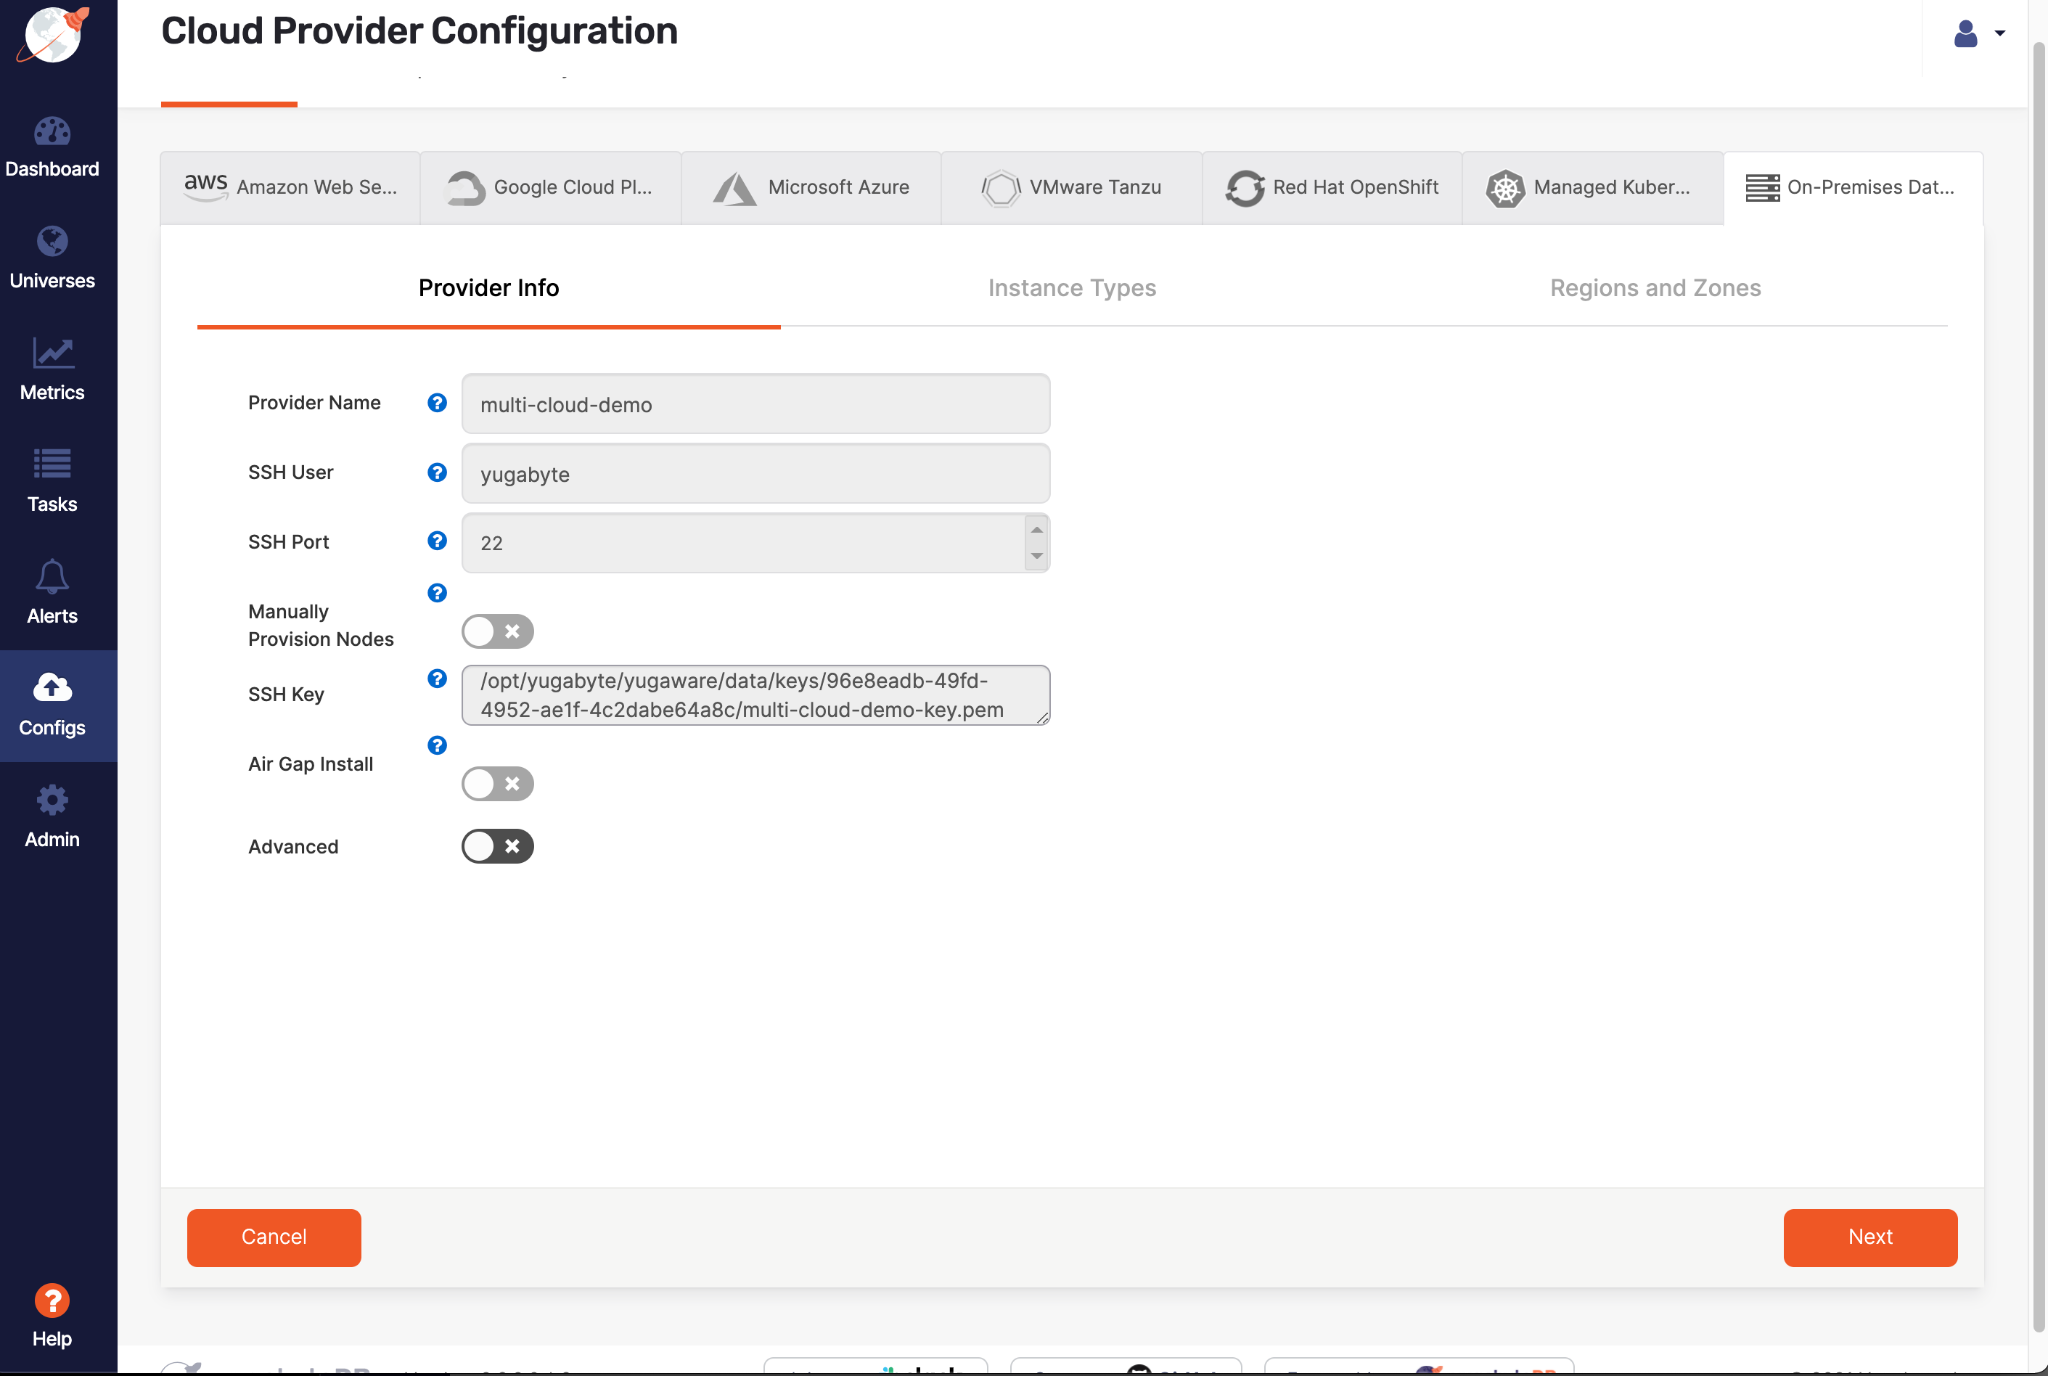 Cloud Provider Configuration
Dashboard
Universes
Metrics
Tasks
Alerts
Configs
Admin
Help
aws Amazon Web Se...
Google Cloud Pl...
Microsoft Azure
VMware Tanzu
Red Hat OpenShift
Managed Kuber...
On-Premises Dat...
Provider Info
Instance Types
Regions and Zones
Provider Name ? multi-cloud-demo
SSH User ? yugabyte
SSH Port ? 22
Manually ?
Provision Nodes
SSH Key ? /opt/yugabyte/yugaware/data/keys/96e8eadb-49fd-
4952-ae1f-4c2dabe64a8c/multi-cloud-demo-key.pem
Air Gap Install ?
Advanced
Cancel
Next